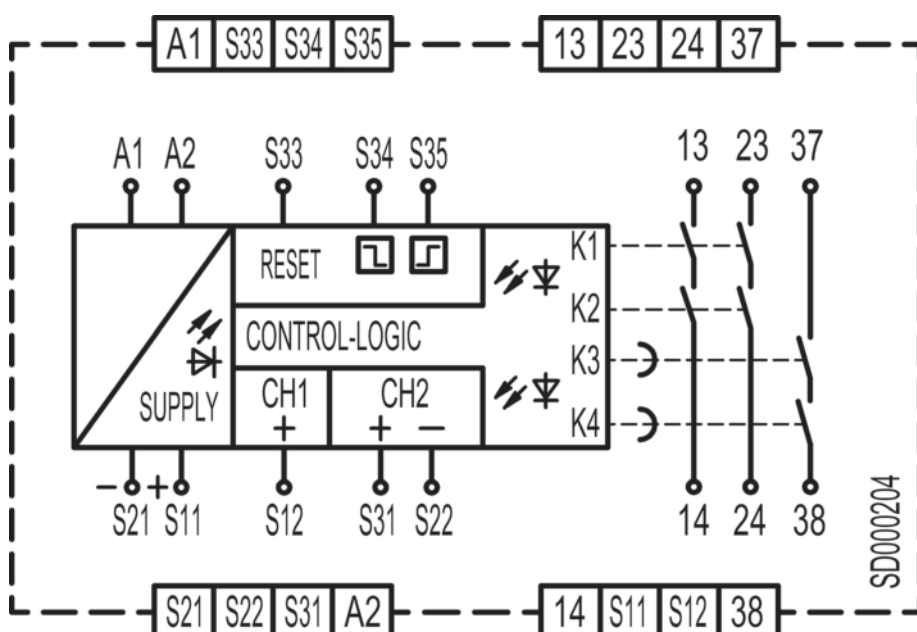 A1 S33 S34 S35 13 23 24 37
A1 A2 S33 S34 S35 13 23 37
RESET K1
K2
CONTROL-LOGIC
K3
SUPPLY CH1 CH2
K4
+ + −
− +
S21 S11 S12 S31 S22 14 24 38
SD000204
S21 S22 S31 A2 14 S11 S12 38